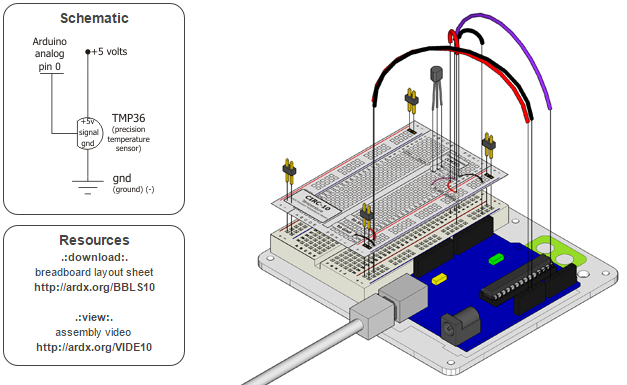 Schematic
Arduino
analog
pin 0
+5 volts
+5v
signal
gnd
TMP36
(precision
temperature
sensor)
gnd
(ground) (-)
Resources
.:download:.
breadboard layout sheet
http://ardx.org/BBLS10
.:view:.
assembly video
http://ardx.org/VIDE10
CIRC-10